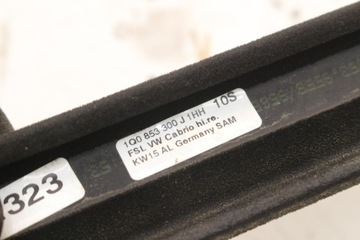 1Q0 853 300 J 1HH 10S
FSL VW Cabrio hi.re.
KW15 AL Germany SAM
323